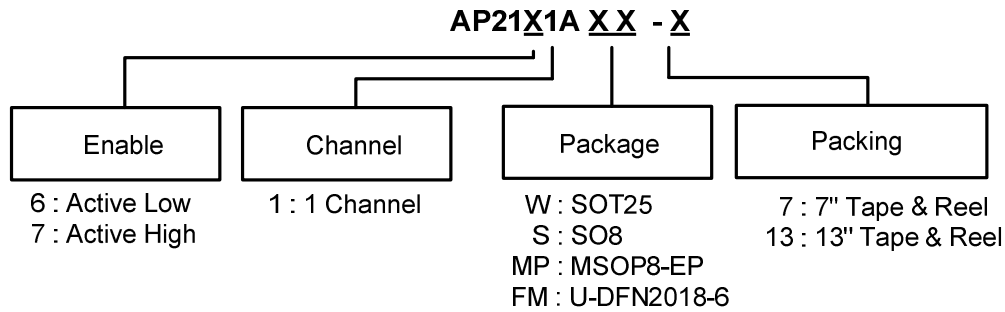 AP21X1A X X - X
Enable
Channel
Package
Packing
6 : Active Low
7 : Active High
1 : 1 Channel
W : SOT25
S : SO8
MP : MSOP8-EP
FM : U-DFN2018-6
7 : 7" Tape & Reel
13 : 13" Tape & Reel